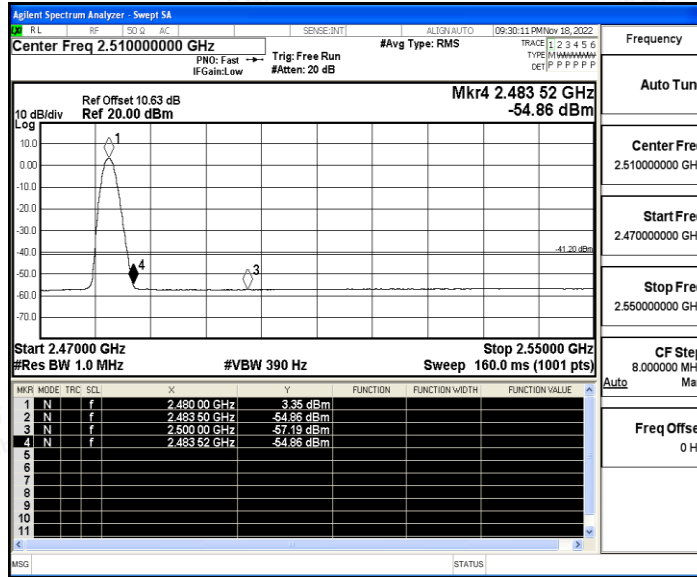 Agilent Spectrum Analyzer - Swept SA
RL RF 50 Ω AC SENSE:INT ALIGN AUTO 09:30:11 PM Nov 18, 2022
Center Freq 2.510000000 GHz
PNO: Fast
IFGain:Low
Trig: Free Run
#Atten: 20 dB
#Avg Type: RMS
TRACE 1 2 3 4 5 6
TYPE M
DET P P P P P P
Ref Offset 10.63 dB
10 dB/div Ref 20.00 dBm
Log
Mkr4 2.483 52 GHz
-54.86 dBm
10.0
0.00
-10.0
-20.0
-30.0
-40.0
-50.0
-60.0
-70.0
1
4
3
-41.20 dBm
Start 2.47000 GHz Stop 2.55000 GHz
#Res BW 1.0 MHz #VBW 390 Hz Sweep 160.0 ms (1001 pts)
MKR MODE TRC SCL X Y FUNCTION FUNCTION WIDTH FUNCTION VALUE
1 N f 2.480 00 GHz 3.35 dBm
2 N f 2.483 50 GHz -54.86 dBm
3 N f 2.500 00 GHz -57.19 dBm
4 N f 2.483 52 GHz -54.86 dBm
5
6
7
8
9
10
11
MSG STATUS
Frequency
Auto Tun
Center Fre
2.510000000 GH
Start Fre
2.470000000 GH
Stop Fre
2.550000000 GH
CF Ste
8.000000 MH
Auto Ma
Freq Offse
0 H